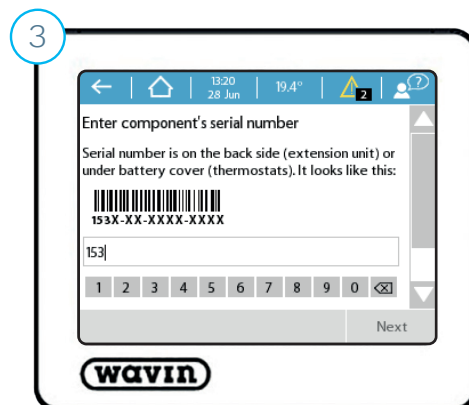 3
13:20
28 Jun
19.4°
2
?
Enter component's serial number
Serial number is on the back side (extension unit) or
under battery cover (thermostats). It looks like this:
153X-XX-XXXX-XXXX
153
1 2 3 4 5 6 7 8 9 0
Next
wavin